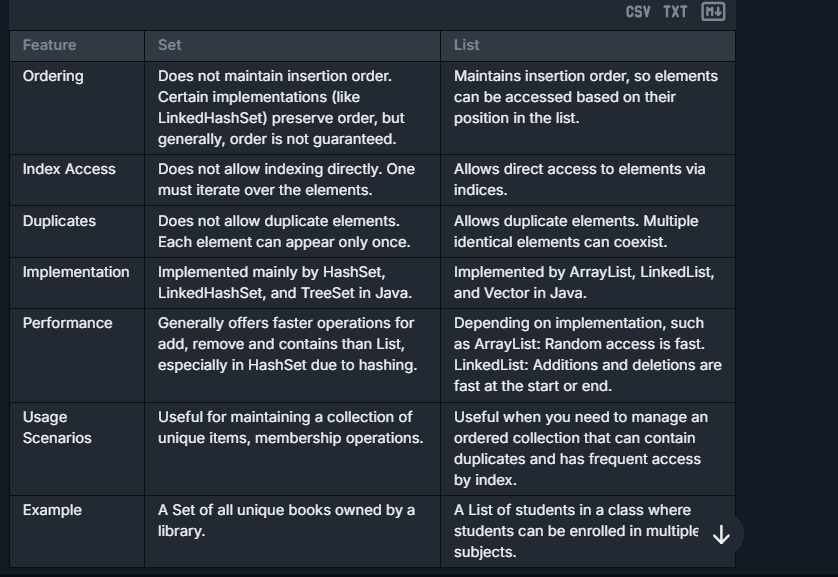 CSV TXT M↓
Feature Set List
Ordering
Does not maintain insertion order.
Certain implementations (like
LinkedHashSet) preserve order, but
generally, order is not guaranteed.
Maintains insertion order, so elements
can be accessed based on their
position in the list.
Index Access
Does not allow indexing directly. One
must iterate over the elements.
Allows direct access to elements via
indices.
Duplicates
Does not allow duplicate elements.
Each element can appear only once.
Allows duplicate elements. Multiple
identical elements can coexist.
Implementation
Implemented mainly by HashSet,
LinkedHashSet, and TreeSet in Java.
Implemented by ArrayList, LinkedList,
and Vector in Java.
Performance
Generally offers faster operations for
add, remove and contains than List,
especially in HashSet due to hashing.
Depending on implementation, such
as ArrayList: Random access is fast.
LinkedList: Additions and deletions are
fast at the start or end.
Usage
Scenarios
Useful for maintaining a collection of
unique items, membership operations.
Useful when you need to manage an
ordered collection that can contain
duplicates and has frequent access
by index.
Example
A Set of all unique books owned by a
library.
A List of students in a class where
students can be enrolled in multiple
subjects.